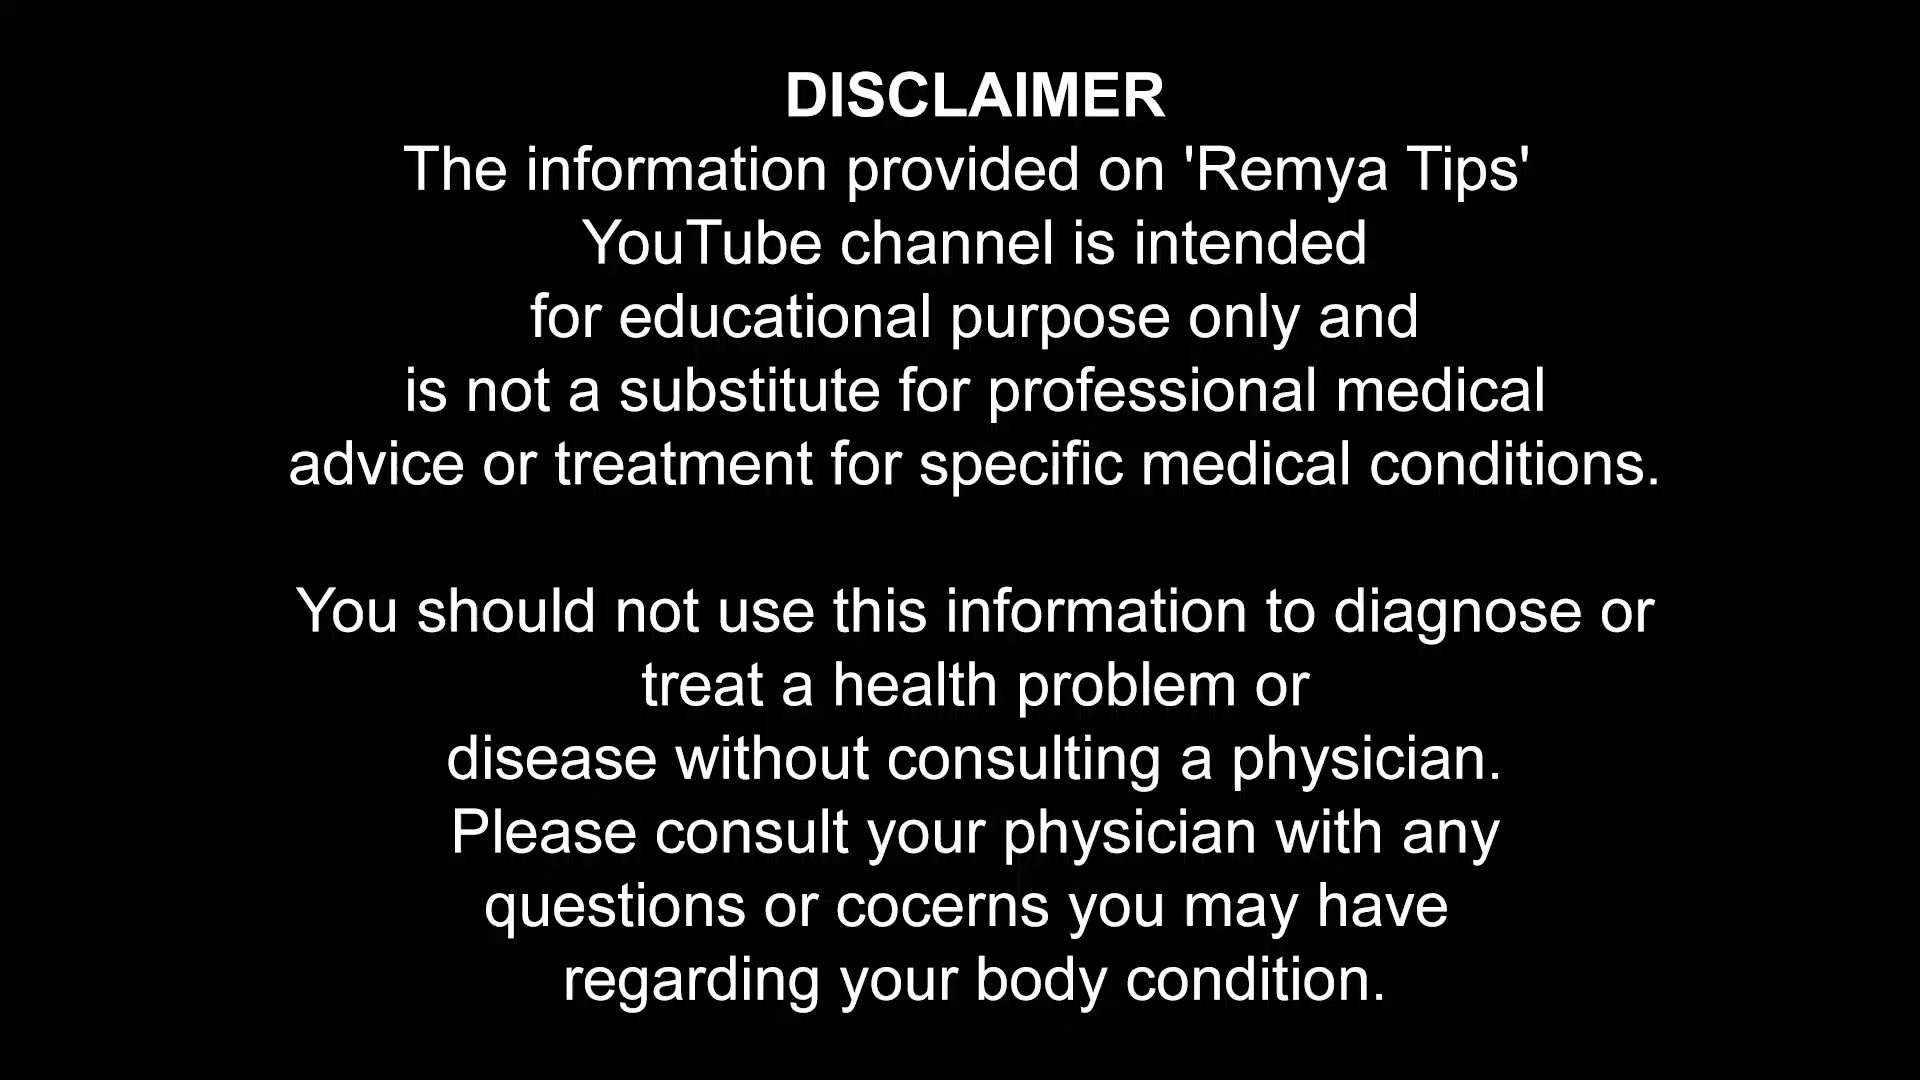 DISCLAIMER
The information provided on 'Remya Tips'
YouTube channel is intended
for educational purpose only and
is not a substitute for professional medical
advice or treatment for specific medical conditions.
You should not use this information to diagnose or
treat a health problem or
disease without consulting a physician.
Please consult your physician with any
questions or cocerns you may have
regarding your body condition.